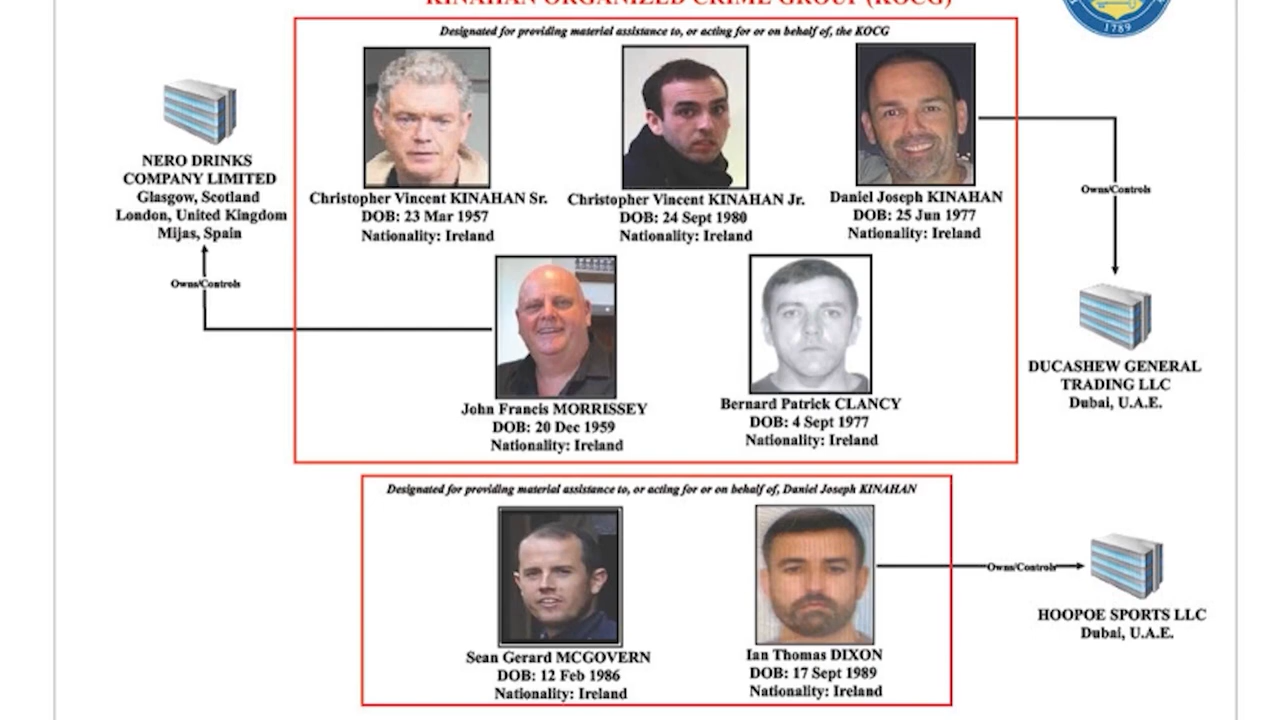 KINAHAN ORGANIZED CRIME GROUP (KOCG)
1789
Designated for providing material assistance to, or acting for or on behalf of, the KOCG
NERO DRINKS
COMPANY LIMITED
Glasgow, Scotland
London, United Kingdom
Mijas, Spain
Christopher Vincent KINAHAN Sr.
DOB: 23 Mar 1957
Nationality: Ireland
Christopher Vincent KINAHAN Jr.
DOB: 24 Sept 1980
Nationality: Ireland
Daniel Joseph KINAHAN
DOB: 25 Jun 1977
Nationality: Ireland
Owns/Controls
Owns/Controls
DUCASHEW GENERAL
TRADING LLC
Dubai, U.A.E.
John Francis MORRISSEY
DOB: 20 Dec 1959
Nationality: Ireland
Bernard Patrick CLANCY
DOB: 4 Sept 1977
Nationality: Ireland
Designated for providing material assistance to, or acting for or on behalf of, Daniel Joseph KINAHAN
Owns/Controls
HOOPOE SPORTS LLC
Dubai, U.A.E.
Sean Gerard MCGOVERN
DOB: 12 Feb 1986
Nationality: Ireland
Ian Thomas DIXON
DOB: 17 Sept 1989
Nationality: Ireland